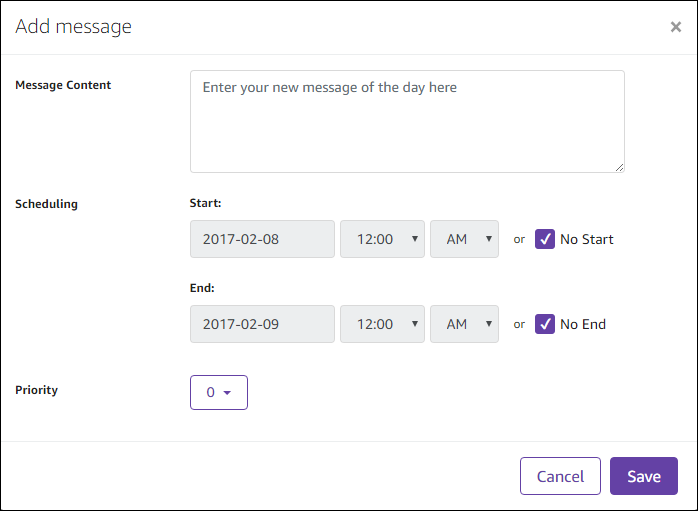 Add message
×
Message Content
Enter your new message of the day here
Scheduling
Start:
2017-02-08 12:00 AM or No Start
End:
2017-02-09 12:00 AM or No End
Priority
0
Cancel Save